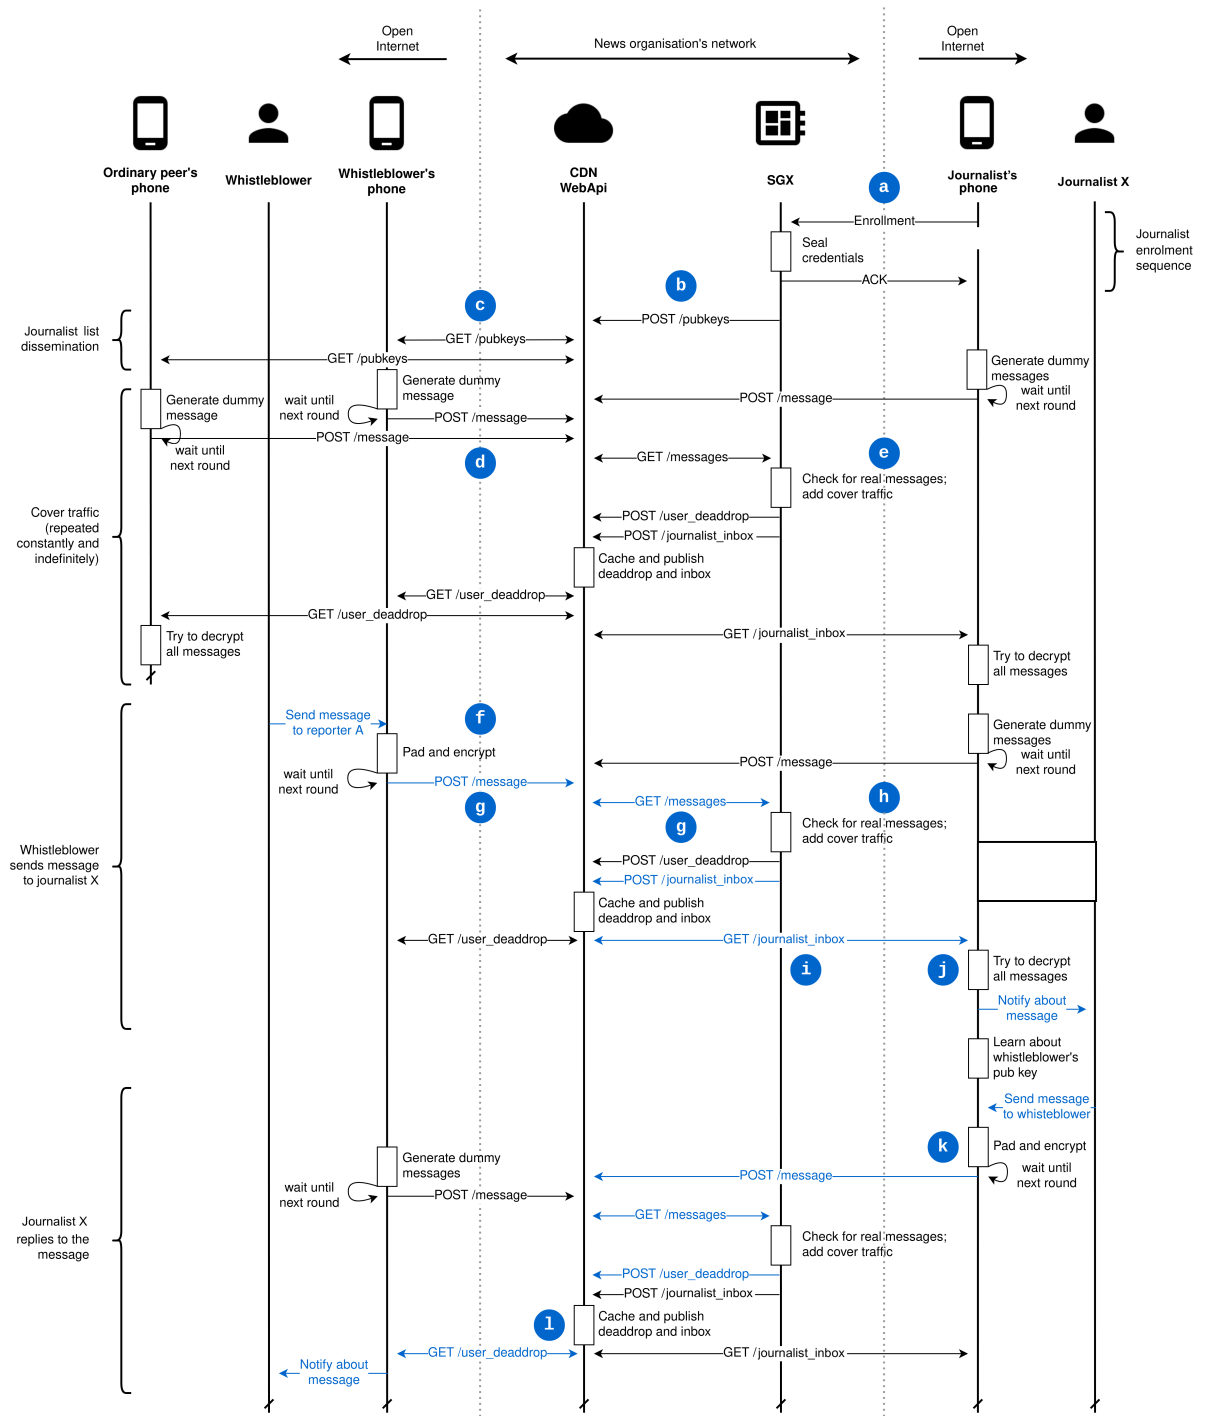 Open
Internet
News organisation's network
Open
Internet
Ordinary peer's
phone
Whistleblower
Whistleblower's
phone
CDN
WebApi
SGX
Journalist's
phone
Journalist X
a
Enrollment
Seal
credentials
ACK
Journalist
enrolment
sequence
b
c
POST /pubkeys
GET /pubkeys
GET /pubkeys
Journalist list
dissemination
Generate dummy
message
wait until
next round
POST /message
Generate dummy
messages
wait until
next round
POST /message
Generate dummy
message
wait until
next round
POST /message
d
GET /messages
e
Check for real messages;
add cover traffic
POST /user_deaddrop
POST /journalist_inbox
Cover traffic
(repeated
constantly and
indefinitely)
Cache and publish
deaddrop and inbox
GET /user_deaddrop
GET /user_deaddrop
GET /journalist_inbox
Try to decrypt
all messages
Try to decrypt
all messages
Send message
to reporter A
f
Pad and encrypt
wait until
next round
POST /message
g
Generate dummy
messages
wait until
next round
POST /message
GET /messages
h
g
Check for real messages;
add cover traffic
POST /user_deaddrop
POST /journalist_inbox
Whistleblower
sends message
to journalist X
Cache and publish
deaddrop and inbox
GET /user_deaddrop
GET /journalist_inbox
i
j
Try to decrypt
all messages
Notify about
message
Learn about
whistleblower's
pub key
Send message
to whisteblower
k
Pad and encrypt
wait until
next round
POST /message
Generate dummy
messages
wait until
next round
POST /message
GET /messages
Journalist X
replies to the
message
Check for real messages;
add cover traffic
POST /user_deaddrop
POST /journalist_inbox
l
Cache and publish
deaddrop and inbox
GET /user_deaddrop
GET /journalist_inbox
Notify about
message